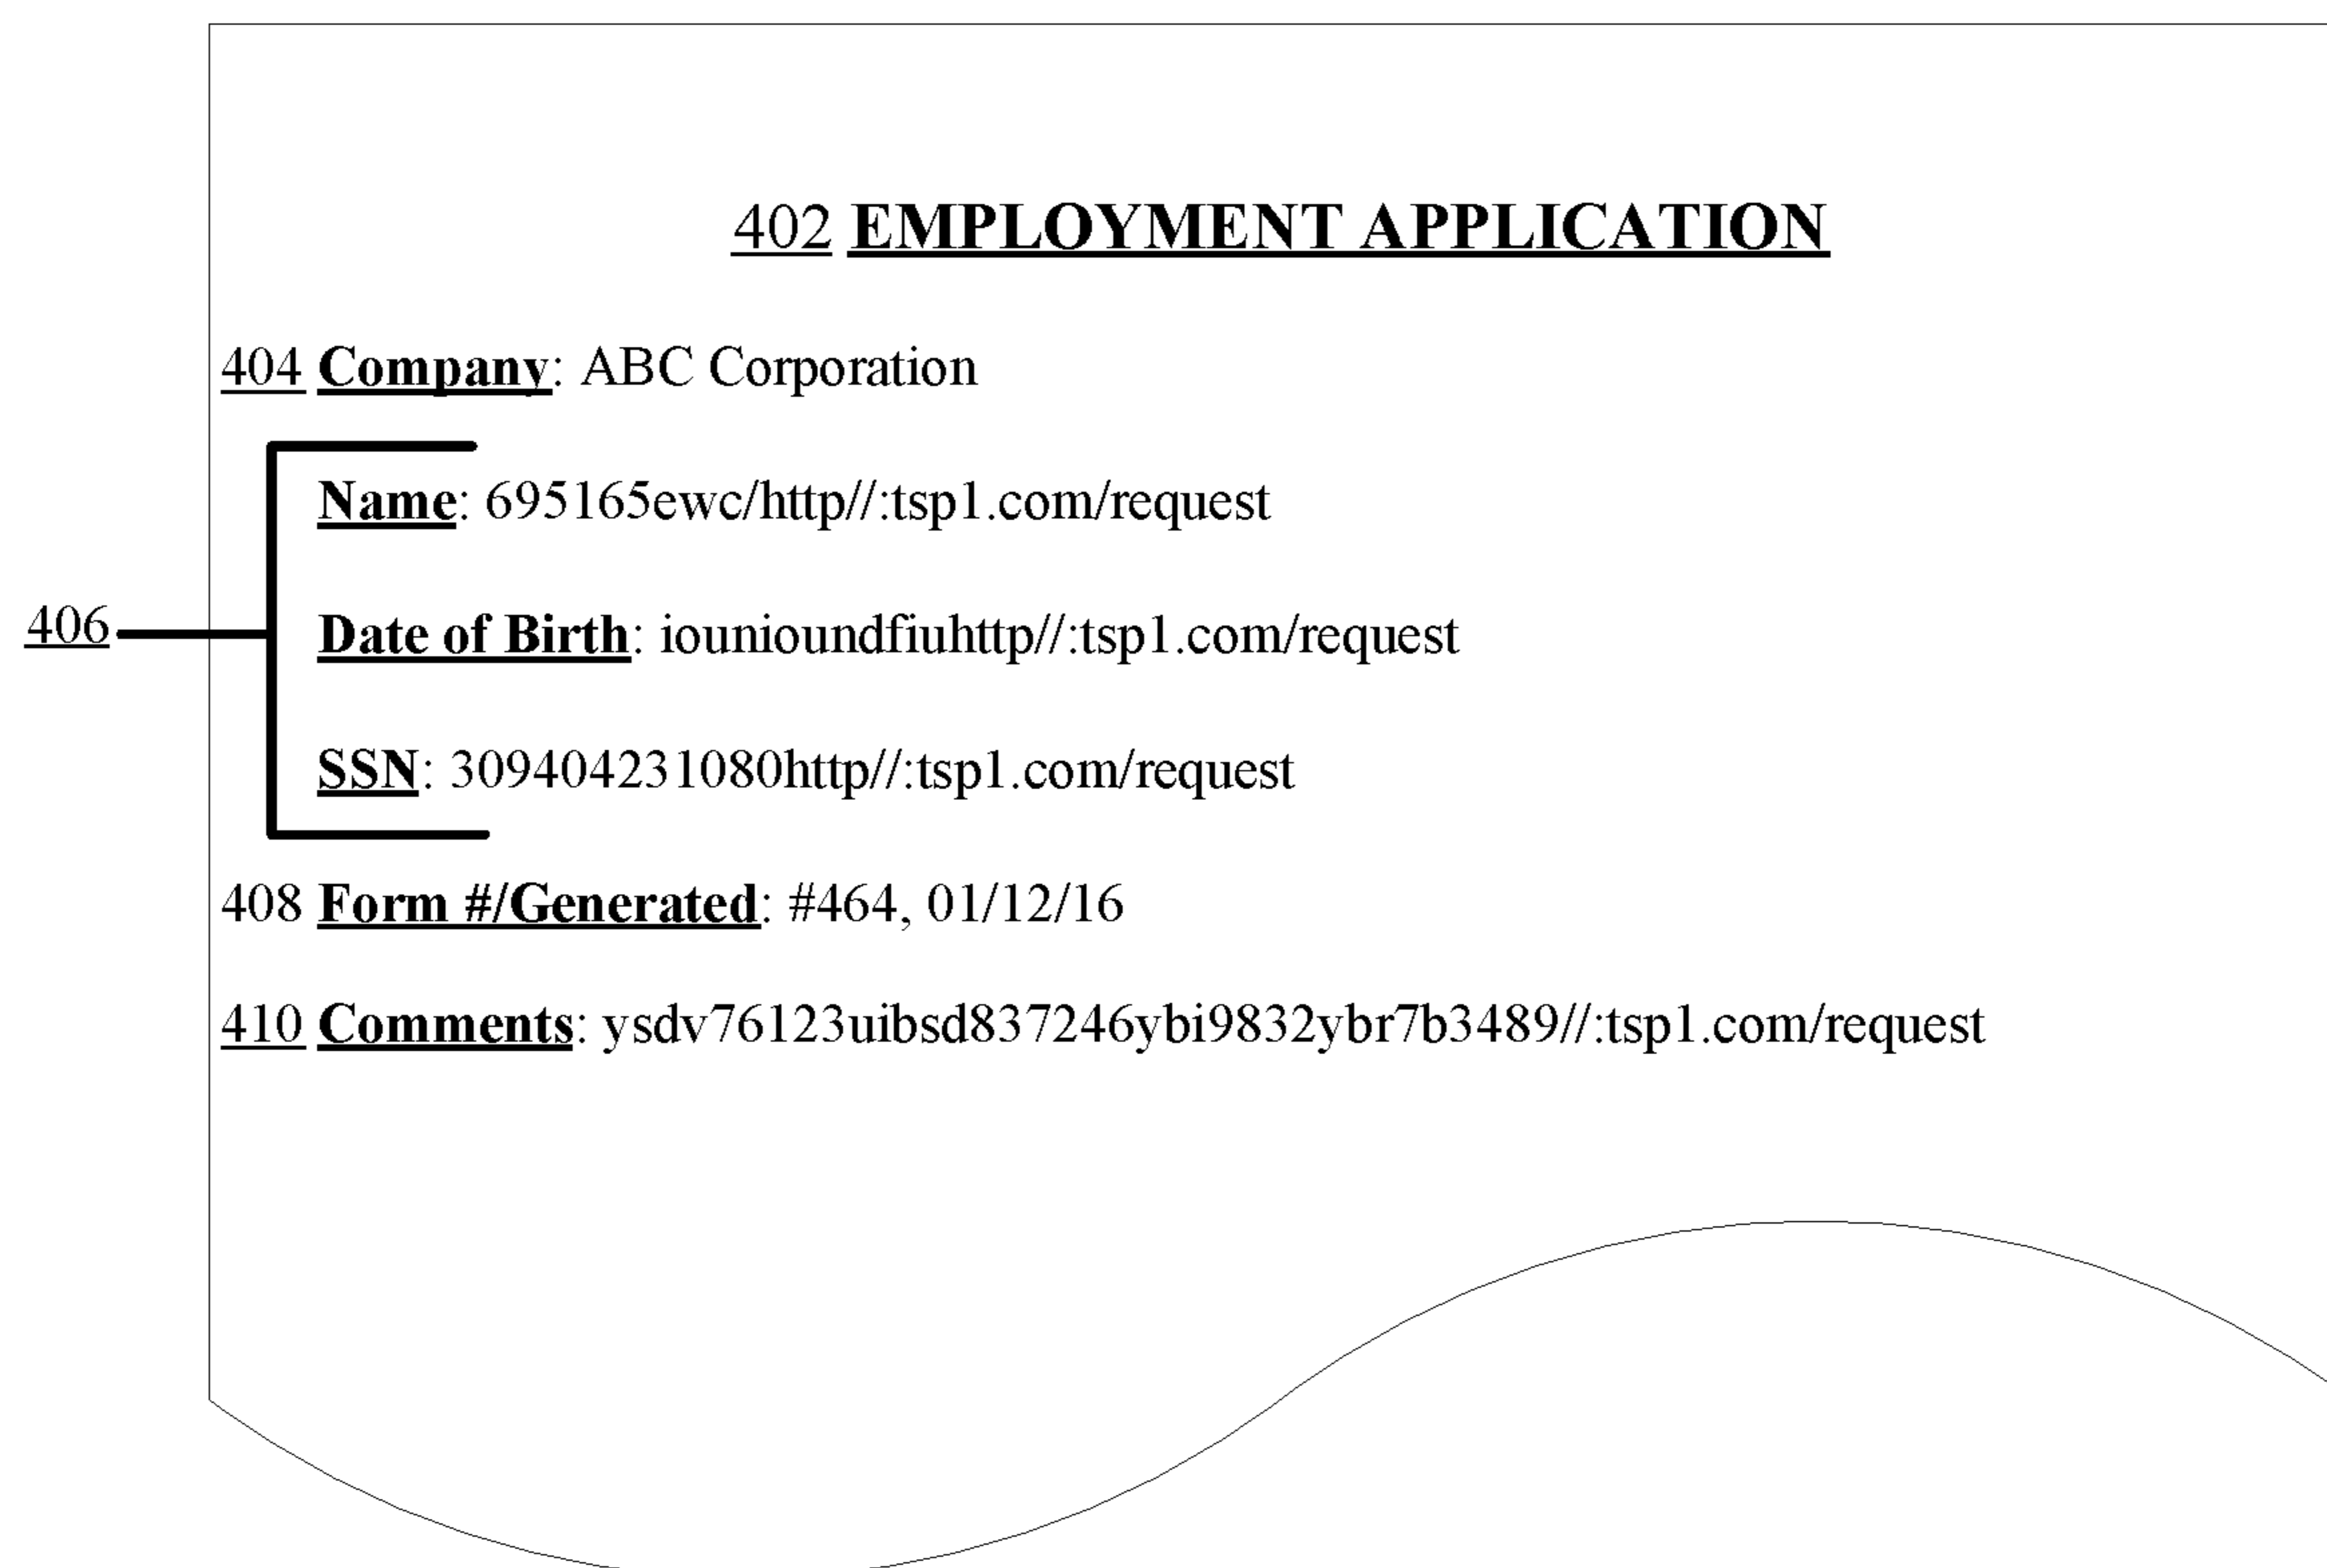 402 EMPLOYMENT APPLICATION
404 Company: ABC Corporation
Name: 695165ewc/http//:tsp1.com/request
406
Date of Birth: iounioundfiuhttp//:tsp1.com/request
SSN: 309404231080http//:tsp1.com/request
408 Form #/Generated: #464, 01/12/16
410 Comments: ysdv76123uibsd837246ybi9832ybr7b3489//:tsp1.com/request